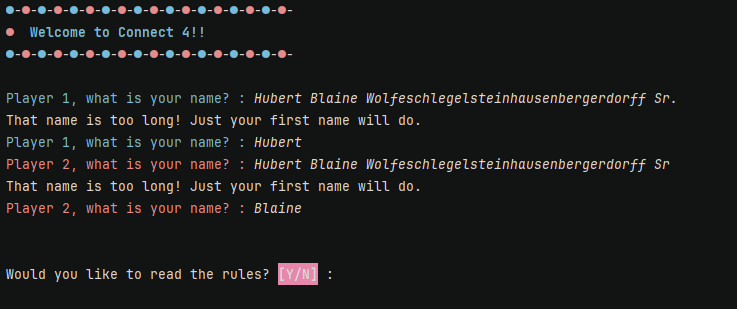 ●-●-●-●-●-●-●-●-●-●-●-●-●-●-●-●-●-●-
● Welcome to Connect 4!!
●-●-●-●-●-●-●-●-●-●-●-●-●-●-●-●-●-●-
Player 1, what is your name? : Hubert Blaine Wolfeschlegelsteinhausenbergerdorff Sr.
That name is too long! Just your first name will do.
Player 1, what is your name? : Hubert
Player 2, what is your name? : Hubert Blaine Wolfeschlegelsteinhausenbergerdorff Sr
That name is too long! Just your first name will do.
Player 2, what is your name? : Blaine
Would you like to read the rules? [Y/N] :